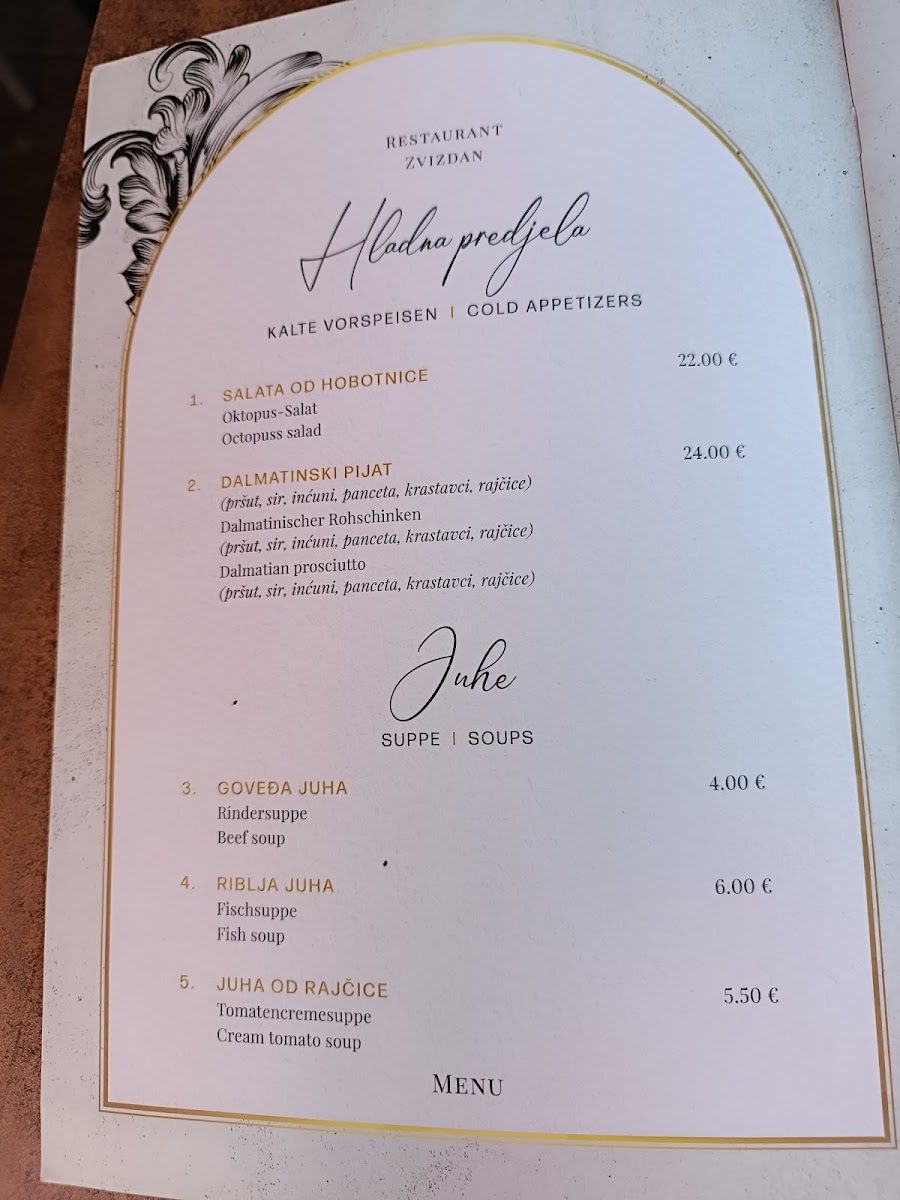 RESTAURANT
ZVIZDAN
Hladna predjela
KALTE VORSPEISEN | COLD APPETIZERS
1. SALATA OD HOBOTNICE 22.00 €
Oktopus-Salat
Octopuss salad
2. DALMATINSKI PIJAT 24.00 €
(pršut, sir, inćuni, panceta, krastavci, rajčice)
Dalmatinischer Rohschinken
(pršut, sir, inćuni, panceta, krastavci, rajčice)
Dalmatian prosciutto
(pršut, sir, inćuni, panceta, krastavci, rajčice)
Juhe
SUPPE | SOUPS
3. GOVEĐA JUHA 4.00 €
Rindersuppe
Beef soup
4. RIBLJA JUHA 6.00 €
Fischsuppe
Fish soup
5. JUHA OD RAJČICE 5.50 €
Tomatencremesuppe
Cream tomato soup
MENU